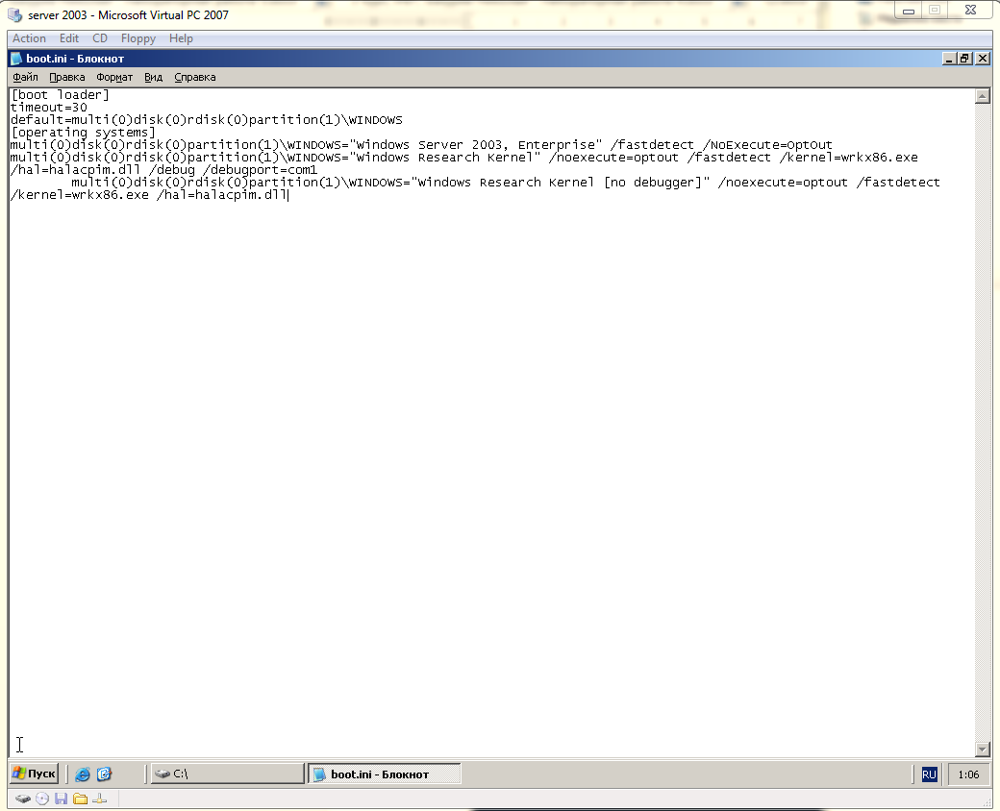 server 2003 - Microsoft Virtual PC 2007
Action Edit CD Floppy Help
boot.ini - Блокнот
Файл Правка Формат Вид Справка
[boot loader]
timeout=30
default=multi(0)disk(0)rdisk(0)partition(1)\WINDOWS
[operating systems]
multi(0)disk(0)rdisk(0)partition(1)\WINDOWS="Windows Server 2003, Enterprise" /fastdetect /NoExecute=OptOut
multi(0)disk(0)rdisk(0)partition(1)\WINDOWS="Windows Research Kernel" /noexecute=optout /fastdetect /kernel=wrkx86.exe
/hal=halacpim.dll /debug /debugport=com1
multi(0)disk(0)rdisk(0)partition(1)\WINDOWS="Windows Research Kernel [no debugger]" /noexecute=optout /fastdetect
/kernel=wrkx86.exe /hal=halacpim.dll
Пуск C:\ boot.ini - Блокнот RU 1:06